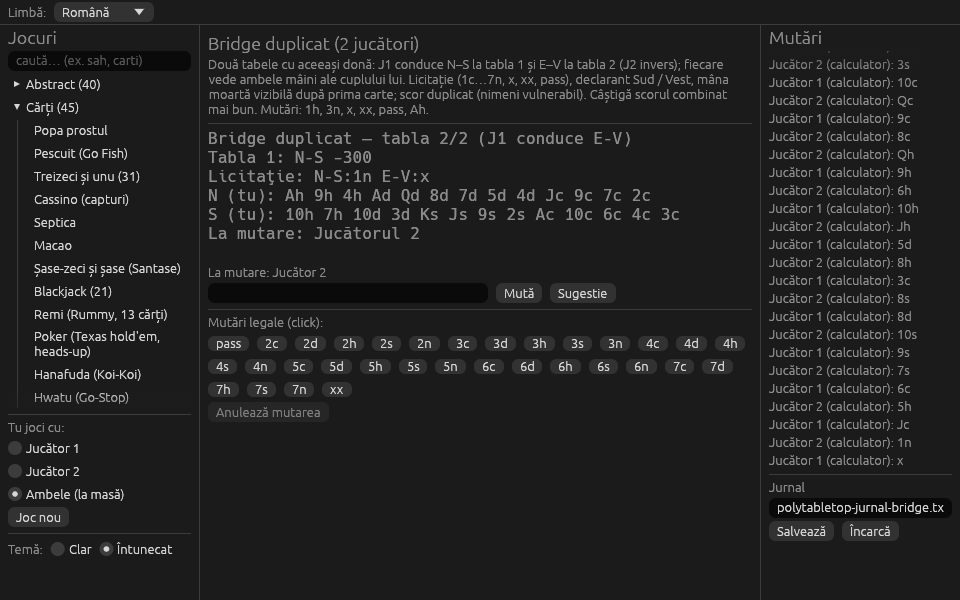 Limbă: Română
Jocuri
caută… (ex. sah, carti)
Abstract (40)
Cărți (45)
Popa prostul
Pescuit (Go Fish)
Treizeci și unu (31)
Cassino (capturi)
Septica
Macao
Șase-zeci și șase (Santase)
Blackjack (21)
Remi (Rummy, 13 cărți)
Poker (Texas hold'em,
heads-up)
Hanafuda (Koi-Koi)
Hwatu (Go-Stop)
Tu joci cu:
Jucător 1
Jucător 2
Ambele (la masă)
Joc nou
Temă: Clar Întunecat
Bridge duplicat (2 jucători)
Două tabele cu aceeași donă: J1 conduce N–S la tabla 1 și E–V la tabla 2 (J2 invers); fiecare
vede ambele mâini ale cuplului lui. Licitație (1c…7n, x, xx, pass), declarant Sud / Vest, mâna
moartă vizibilă după prima carte; scor duplicat (nimeni vulnerabil). Câștigă scorul combinat
mai bun. Mutări: 1h, 3n, x, xx, pass, Ah.
Bridge duplicat — tabla 2/2 (J1 conduce E-V)
Tabla 1: N-S -300
Licitaţie: N-S:1n E-V:x
N (tu): Ah 9h 4h Ad Qd 8d 7d 5d 4d Jc 9c 7c 2c
S (tu): 10h 7h 10d 3d Ks Js 9s 2s Ac 10c 6c 4c 3c
La mutare: Jucătorul 2
La mutare: Jucător 2
Mută Sugestie
Mutări legale (click):
pass 2c 2d 2h 2s 2n 3c 3d 3h 3s 3n 4c 4d 4h
4s 4n 5c 5d 5h 5s 5n 6c 6d 6h 6s 6n 7c 7d
7h 7s 7n xx
Anulează mutarea
Mutări
Jucător 2 (calculator): 3s
Jucător 1 (calculator): 10c
Jucător 2 (calculator): Qc
Jucător 1 (calculator): 9c
Jucător 2 (calculator): 8c
Jucător 2 (calculator): Qh
Jucător 1 (calculator): 9h
Jucător 2 (calculator): 6h
Jucător 1 (calculator): 10h
Jucător 2 (calculator): Jh
Jucător 1 (calculator): 5d
Jucător 2 (calculator): 8h
Jucător 1 (calculator): 3c
Jucător 2 (calculator): 8s
Jucător 1 (calculator): 8d
Jucător 2 (calculator): 10s
Jucător 1 (calculator): 9s
Jucător 2 (calculator): 7s
Jucător 1 (calculator): 6c
Jucător 2 (calculator): 5h
Jucător 1 (calculator): Jc
Jucător 2 (calculator): 1n
Jucător 1 (calculator): x
Jurnal
polytabletop-jurnal-bridge.tx
Salvează Încarcă